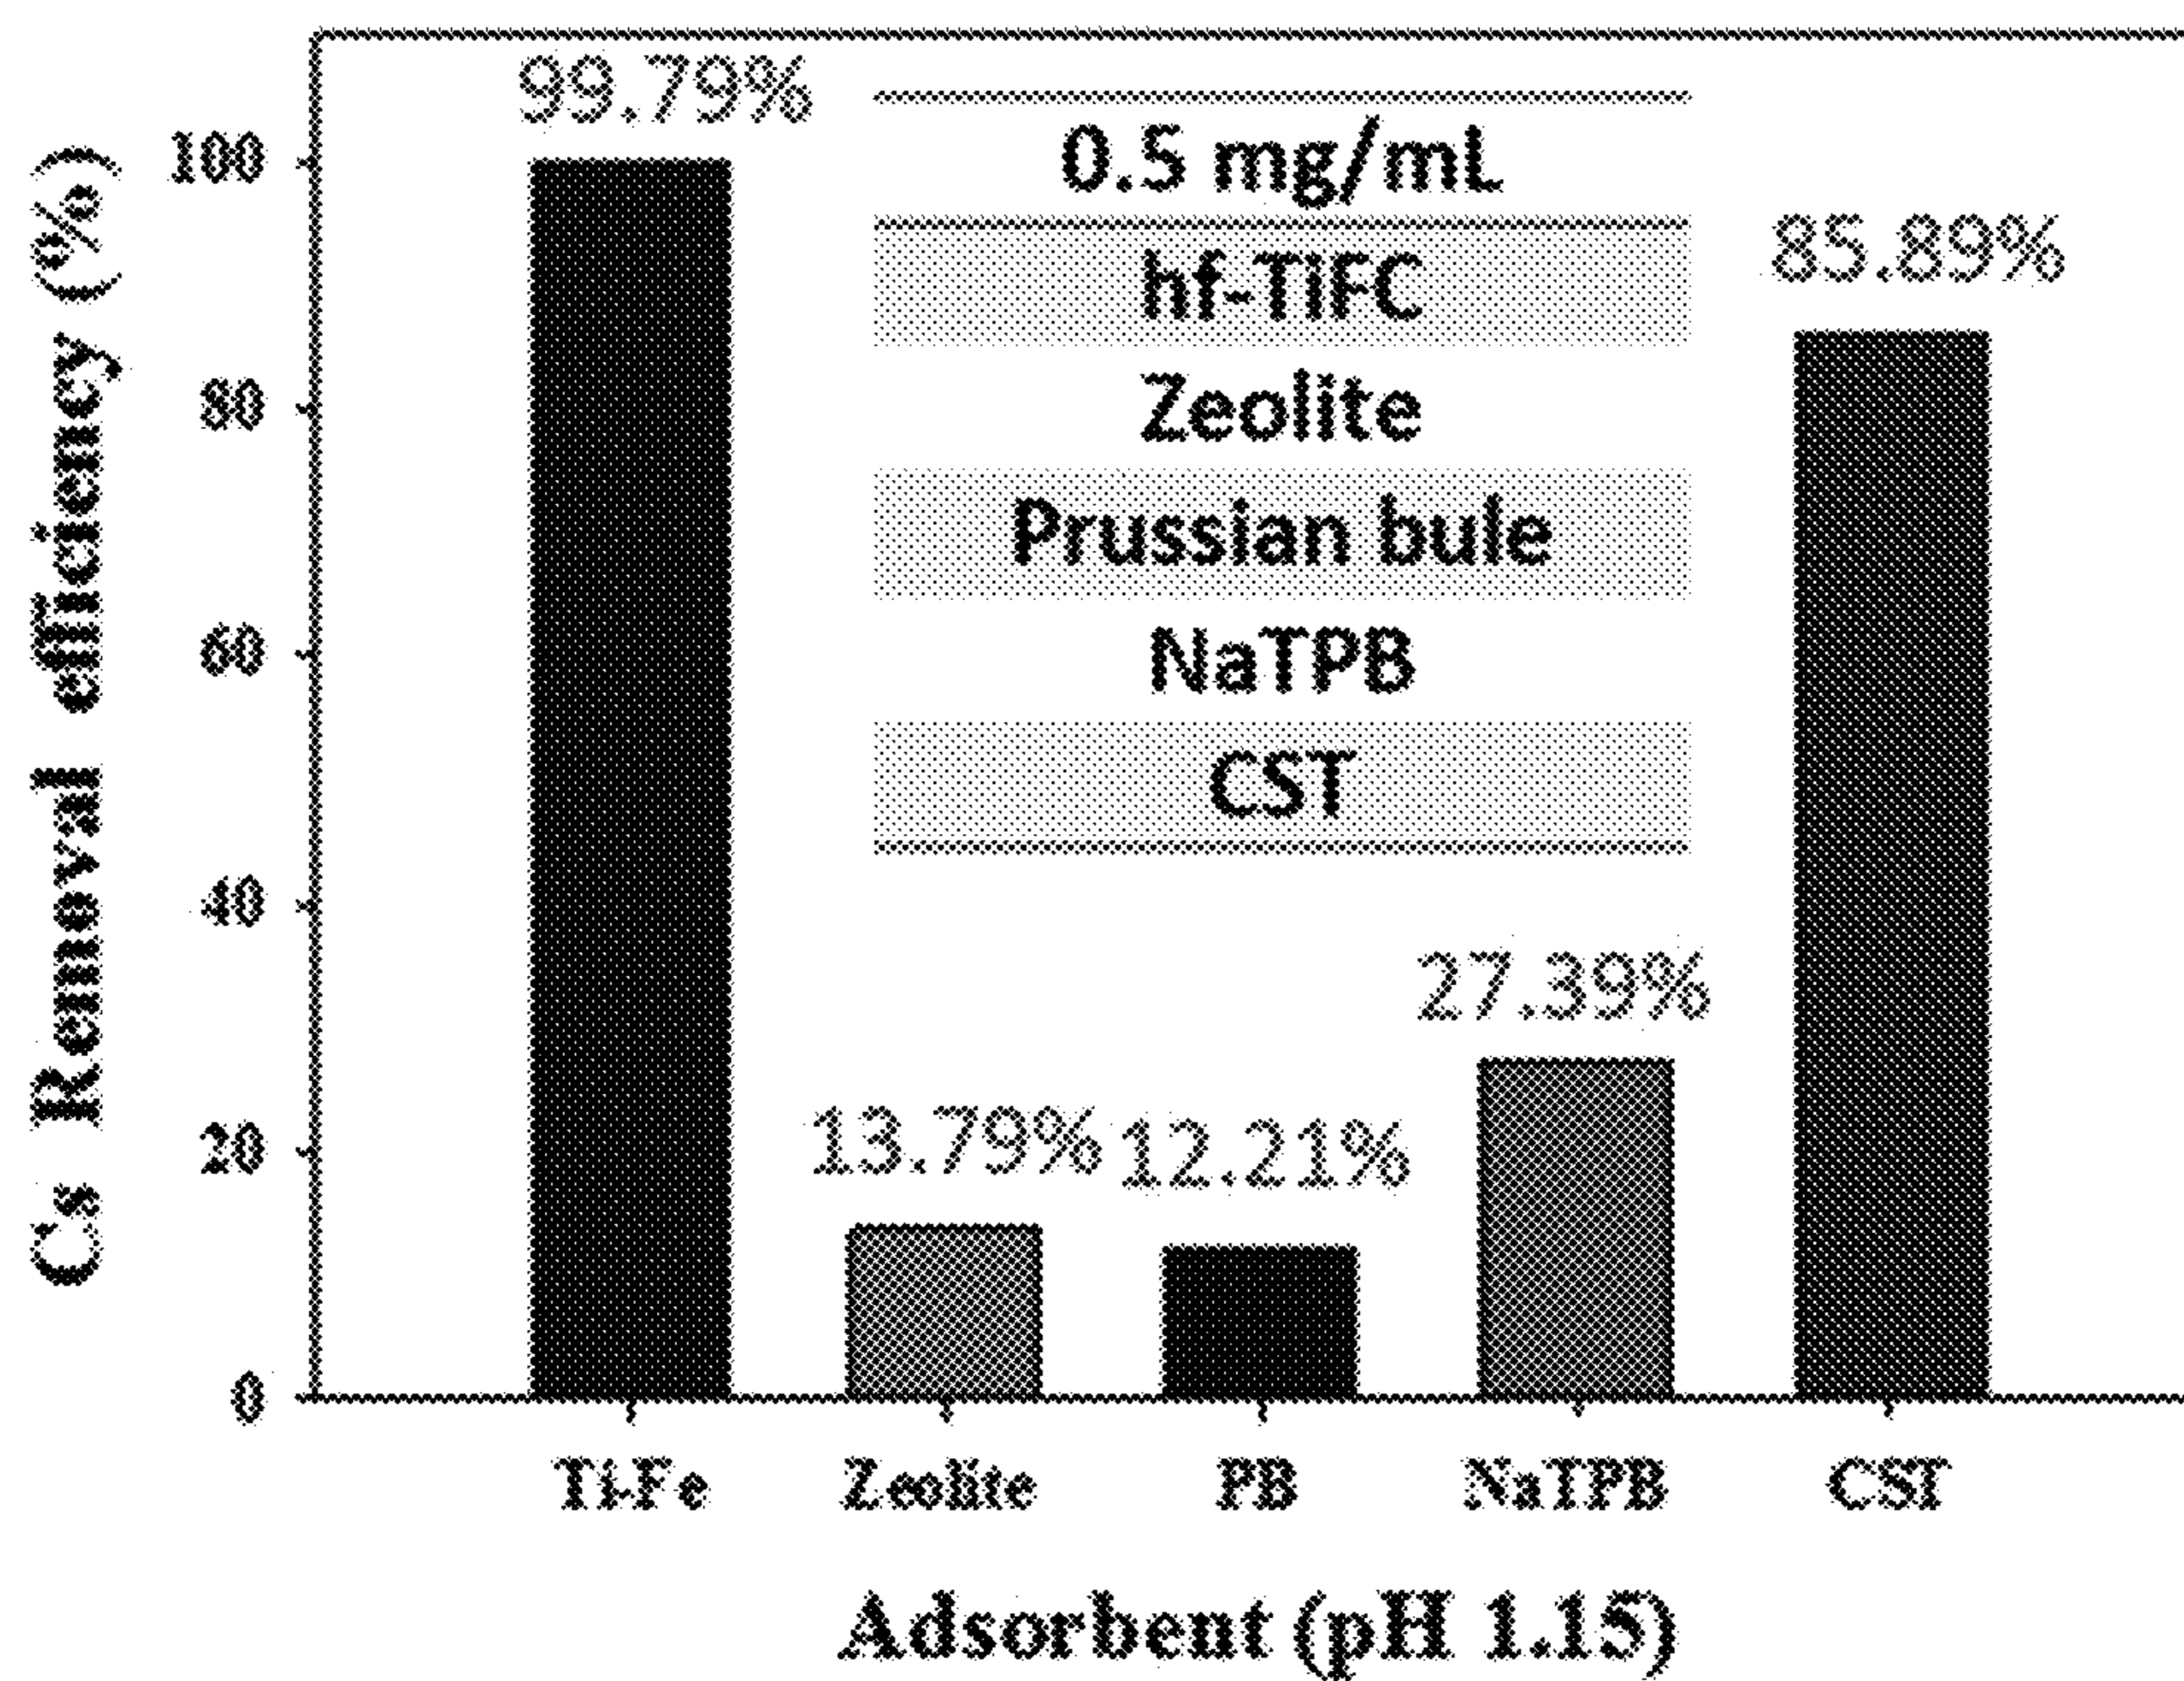 Cs Removal efficiency (%)
100
80
60
40
20
0
99.79%
13.79%
12.21%
27.39%
85.89%
0.5 mg/mL
hf-TiFC
Zeolite
Prussian bule
NaTPB
CST
Ti-Fe
Zeolite
PB
NaTPB
CST
Adsorbent (pH 1.15)